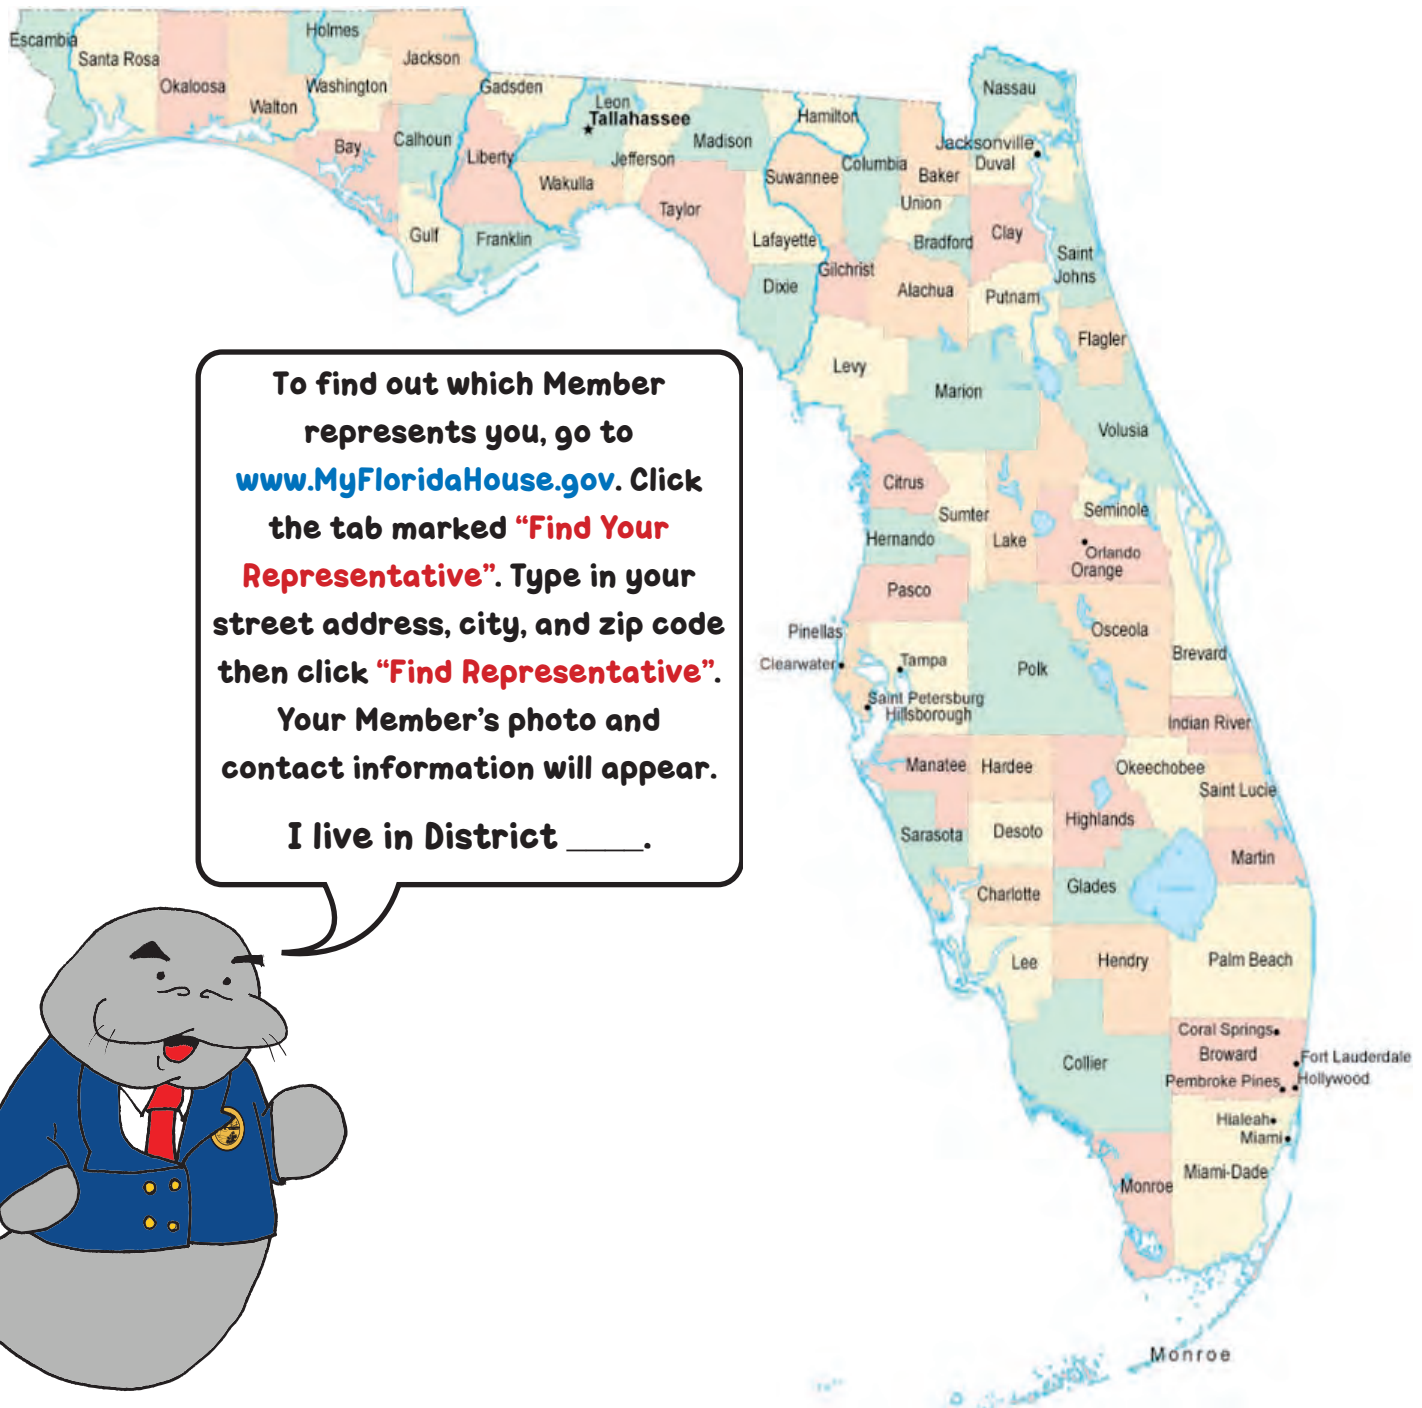 Escambia
Santa Rosa
Okaloosa
Walton
Holmes
Washington
Jackson
Bay
Calhoun
Gulf
Gadsden
Liberty
Franklin
Leon
Tallahassee
Wakulla
Jefferson
Madison
Taylor
Hamilton
Suwannee
Lafayette
Dixie
Columbia
Gilchrist
Baker
Union
Bradford
Alachua
Nassau
Jacksonville
Duval
Clay
Putnam
Saint
Johns
Flagler
Levy
Marion
Volusia
Citrus
Sumter
Hernando
Lake
Seminole
Orlando
Orange
Pasco
Pinellas
Clearwater
Tampa
Saint Petersburg
Hillsborough
Polk
Osceola
Brevard
Indian River
Manatee
Hardee
Okeechobee
Saint Lucie
Highlands
Sarasota
Desoto
Martin
Charlotte
Glades
Lee
Hendry
Palm Beach
Coral Springs
Broward
Fort Lauderdale
Pembroke Pines
Hollywood
Collier
Hialeah
Miami
Miami-Dade
Monroe
Monroe
To find out which Member
represents you, go to
www.MyFloridaHouse.gov. Click
the tab marked “Find Your
Representative”. Type in your
street address, city, and zip code
then click “Find Representative”.
Your Member’s photo and
contact information will appear.
I live in District ____.